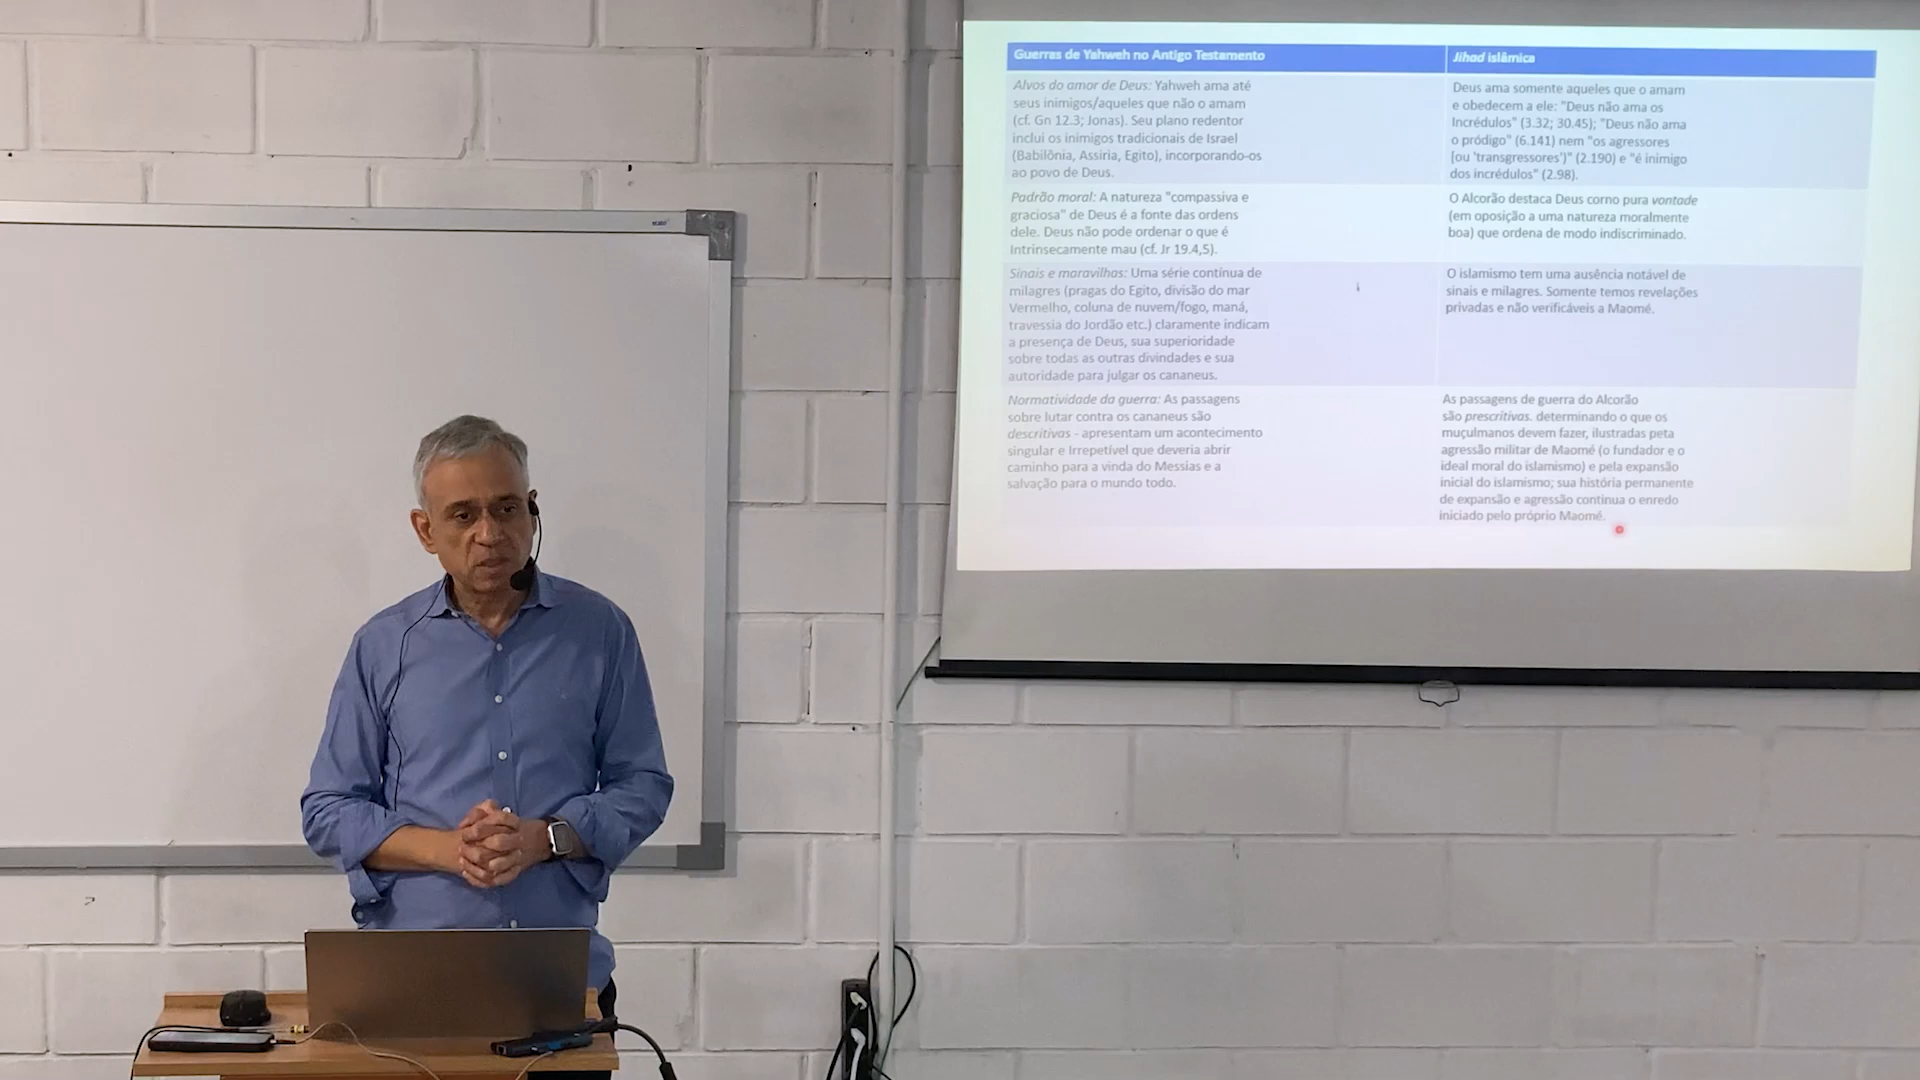 Guerras de Yahweh no Antigo Testamento
Jihad islâmica
Alvos do amor de Deus: Yahweh ama até
seus inimigos/aqueles que não o amam
(cf. Gn 12.3; Jonas). Seu plano redentor
inclui os inimigos tradicionais de Israel
(Babilônia, Assiria, Egito), incorporando-os
ao povo de Deus.
Deus ama somente aqueles que o amam
e obedecem a ele: "Deus não ama os
Incrédulos" (3.32; 30.45); "Deus não ama
o pródigo" (6.141) nem "os agressores
[ou 'transgressores')" (2.190) e "é inimigo
dos incrédulos" (2.98).
Padrão moral: A natureza "compassiva e
graciosa" de Deus é a fonte das ordens
dele. Deus não pode ordenar o que é
Intrinsecamente mau (cf. Jr 19.4,5).
O Alcorão destaca Deus corno pura vontade
(em oposição a uma natureza moralmente
boa) que ordena de modo indiscriminado.
Sinais e maravilhas: Uma série contínua de
milagres (pragas do Egito, divisão do mar
Vermelho, coluna de nuvem/fogo, maná,
travessia do Jordão etc.) claramente indicam
a presença de Deus, sua superioridade
sobre todas as outras divindades e sua
autoridade para julgar os cananeus.
O islamismo tem uma ausência notável de
sinais e milagres. Somente temos revelações
privadas e não verificáveis a Maomé.
Normatividade da guerra: As passagens
sobre lutar contra os cananeus são
descritivas - apresentam um acontecimento
singular e Irrepetível que deveria abrir
caminho para a vinda do Messias e a
salvação para o mundo todo.
As passagens de guerra do Alcorão
são prescritivas. determinando o que os
muçulmanos devem fazer, ilustradas peta
agressão militar de Maomé (o fundador e o
ideal moral do islamismo) e pela expansão
inicial do islamismo; sua história permanente
de expansão e agressão continua o enredo
iniciado pelo próprio Maomé.